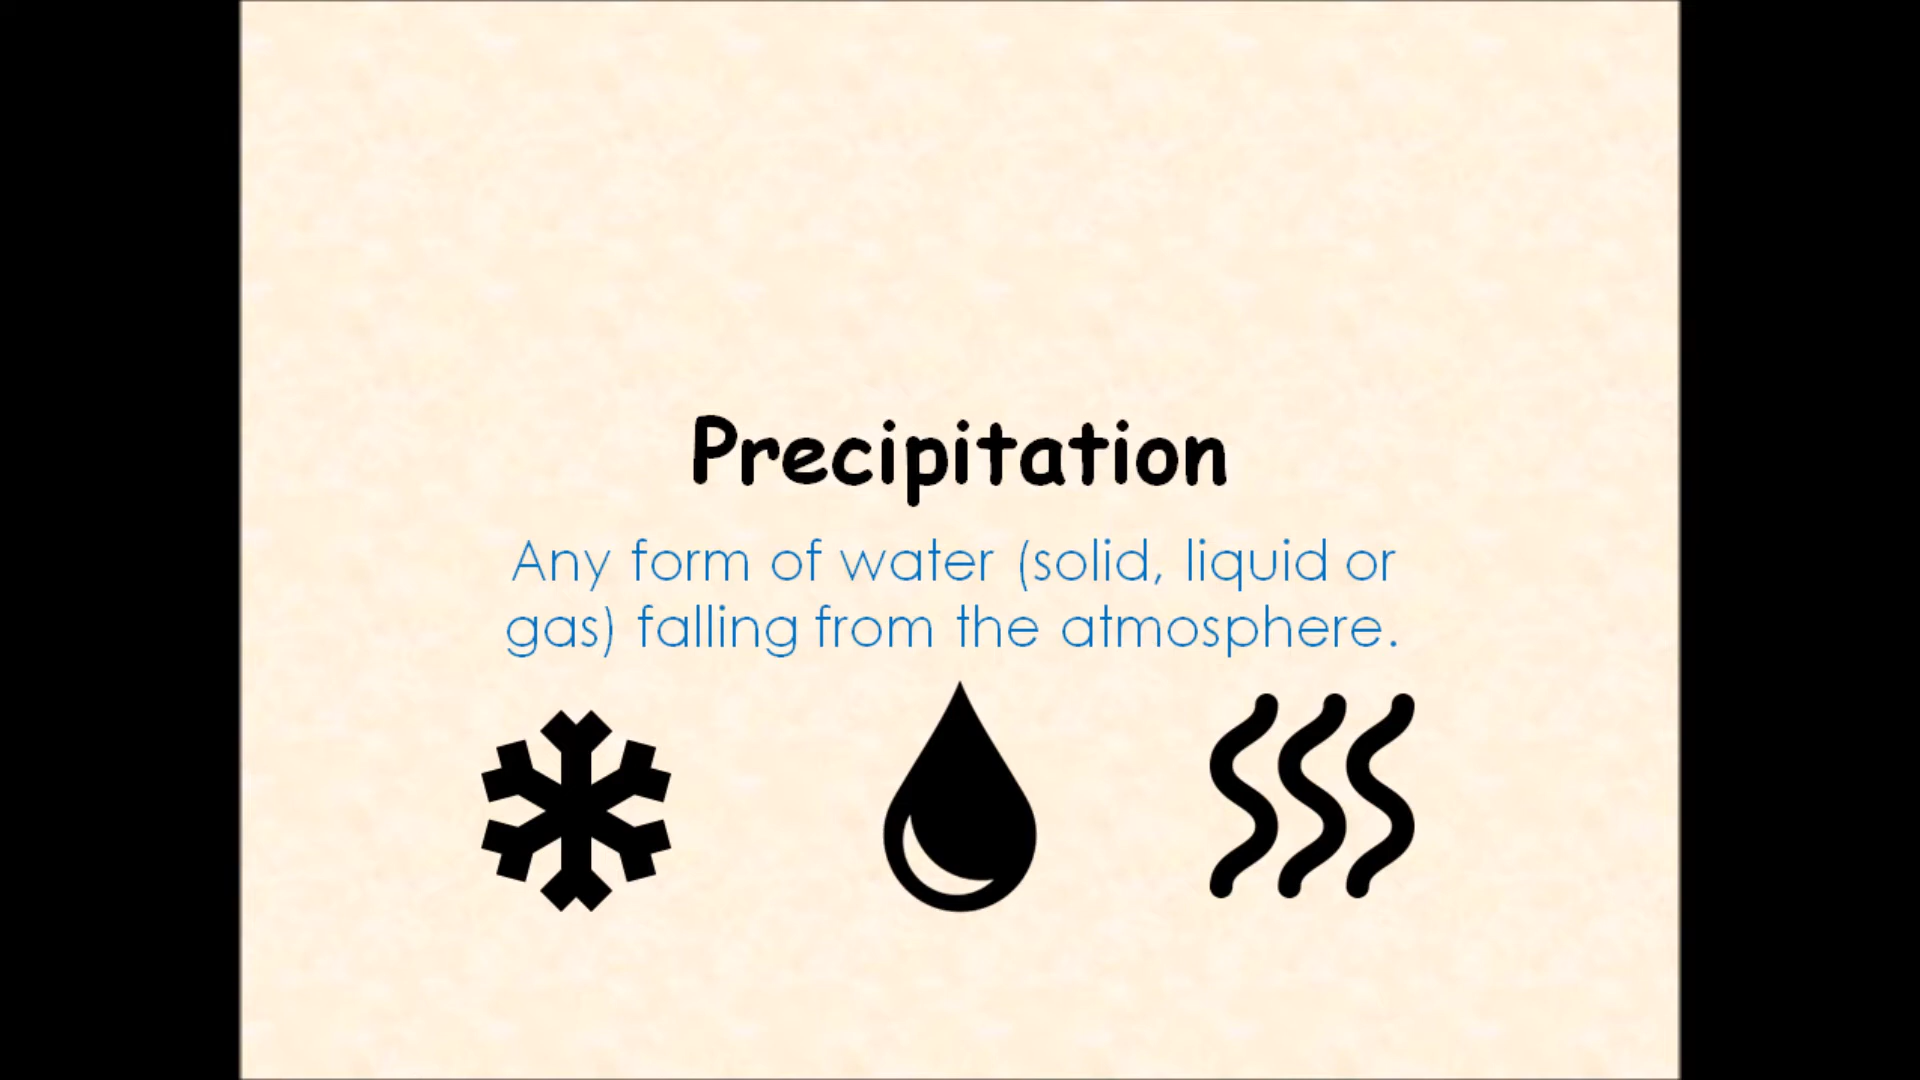 Precipitation
Any form of water (solid, liquid or
gas) falling from the atmosphere.